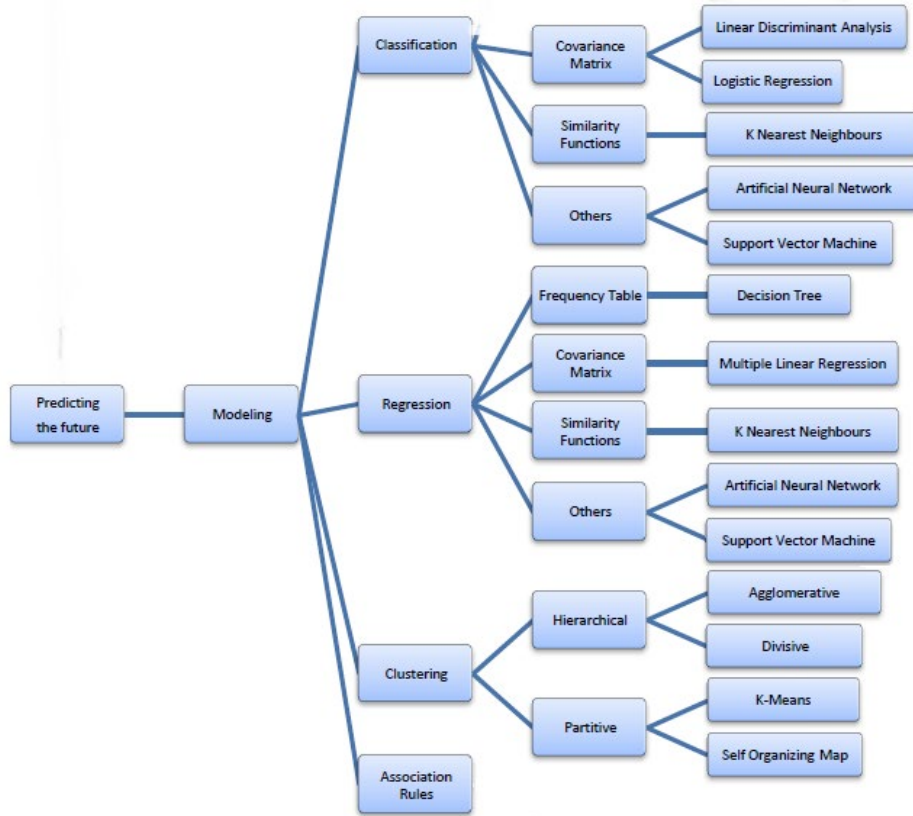 Classification
Covariance
Matrix
Linear Discriminant Analysis
Logistic Regression
Similarity
Functions
K Nearest Neighbours
Others
Artificial Neural Network
Support Vector Machine
Predicting
the future
Modeling
Regression
Frequency Table
Decision Tree
Covariance
Matrix
Multiple Linear Regression
Similarity
Functions
K Nearest Neighbours
Others
Artificial Neural Network
Support Vector Machine
Clustering
Hierarchical
Agglomerative
Divisive
Partitive
K-Means
Self Organizing Map
Association
Rules